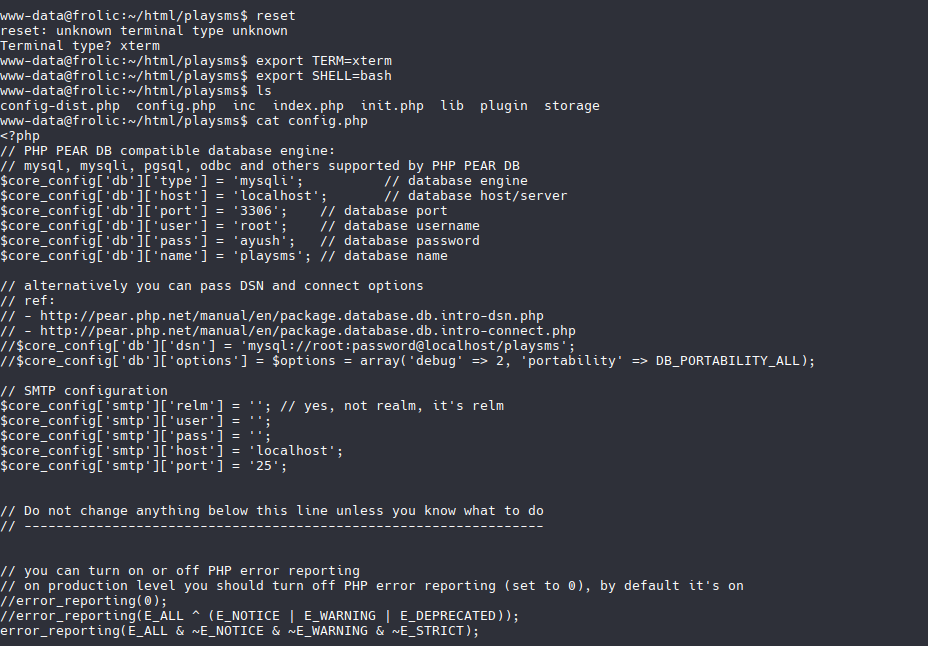 www-data@frolic:~/html/playsms$ reset
reset: unknown terminal type unknown
Terminal type? xterm
www-data@frolic:~/html/playsms$ export TERM=xterm
www-data@frolic:~/html/playsms$ export SHELL=bash
www-data@frolic:~/html/playsms$ ls
config-dist.php  config.php  inc  index.php  init.php  lib  plugin  storage
www-data@frolic:~/html/playsms$ cat config.php
<?php
// PHP PEAR DB compatible database engine:
// mysql, mysqli, pgsql, odbc and others supported by PHP PEAR DB
$core_config['db']['type'] = 'mysqli';          // database engine
$core_config['db']['host'] = 'localhost';       // database host/server
$core_config['db']['port'] = '3306';    // database port
$core_config['db']['user'] = 'root';    // database username
$core_config['db']['pass'] = 'ayush';   // database password
$core_config['db']['name'] = 'playsms'; // database name

// alternatively you can pass DSN and connect options
// ref:
// - http://pear.php.net/manual/en/package.database.db.intro-dsn.php
// - http://pear.php.net/manual/en/package.database.db.intro-connect.php
//$core_config['db']['dsn'] = 'mysql://root:password@localhost/playsms';
//$core_config['db']['options'] = $options = array('debug' => 2, 'portability' => DB_PORTABILITY_ALL);

// SMTP configuration
$core_config['smtp']['relm'] = ''; // yes, not realm, it's relm
$core_config['smtp']['user'] = '';
$core_config['smtp']['pass'] = '';
$core_config['smtp']['host'] = 'localhost';
$core_config['smtp']['port'] = '25';


// Do not change anything below this line unless you know what to do
// -----------------------------------------------------------------


// you can turn on or off PHP error reporting
// on production level you should turn off PHP error reporting (set to 0), by default it's on
//error_reporting(0);
//error_reporting(E_ALL ^ (E_NOTICE | E_WARNING | E_DEPRECATED));
error_reporting(E_ALL & ~E_NOTICE & ~E_WARNING & ~E_STRICT);